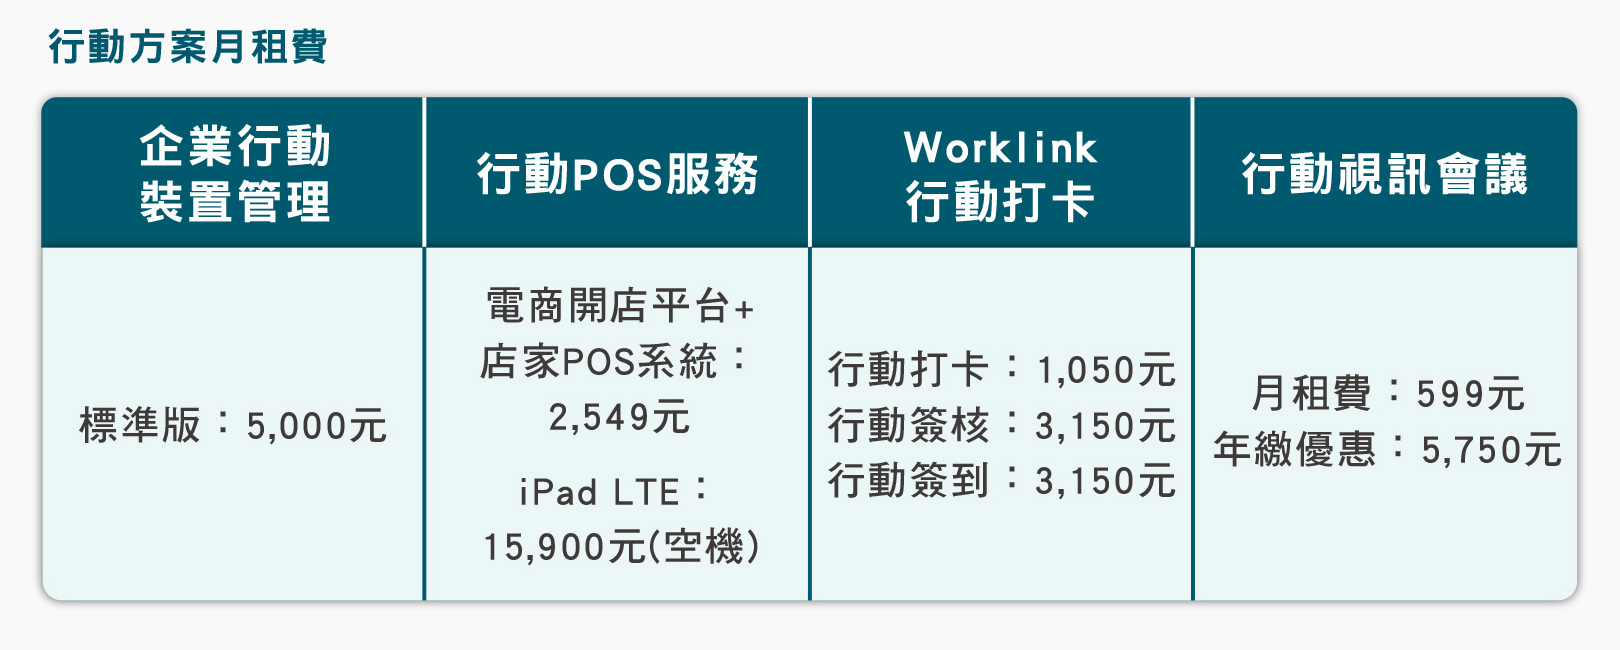 行動方案月租費
企業行動
裝置管理
行動POS服務
Worklink
行動打卡
行動視訊會議
標準版：5,000元
電商開店平台+
店家POS系統：
2,549元
iPad LTE：
15,900元(空機)
行動打卡：1,050元
行動簽核：3,150元
行動簽到：3,150元
月租費：599元
年繳優惠：5,750元